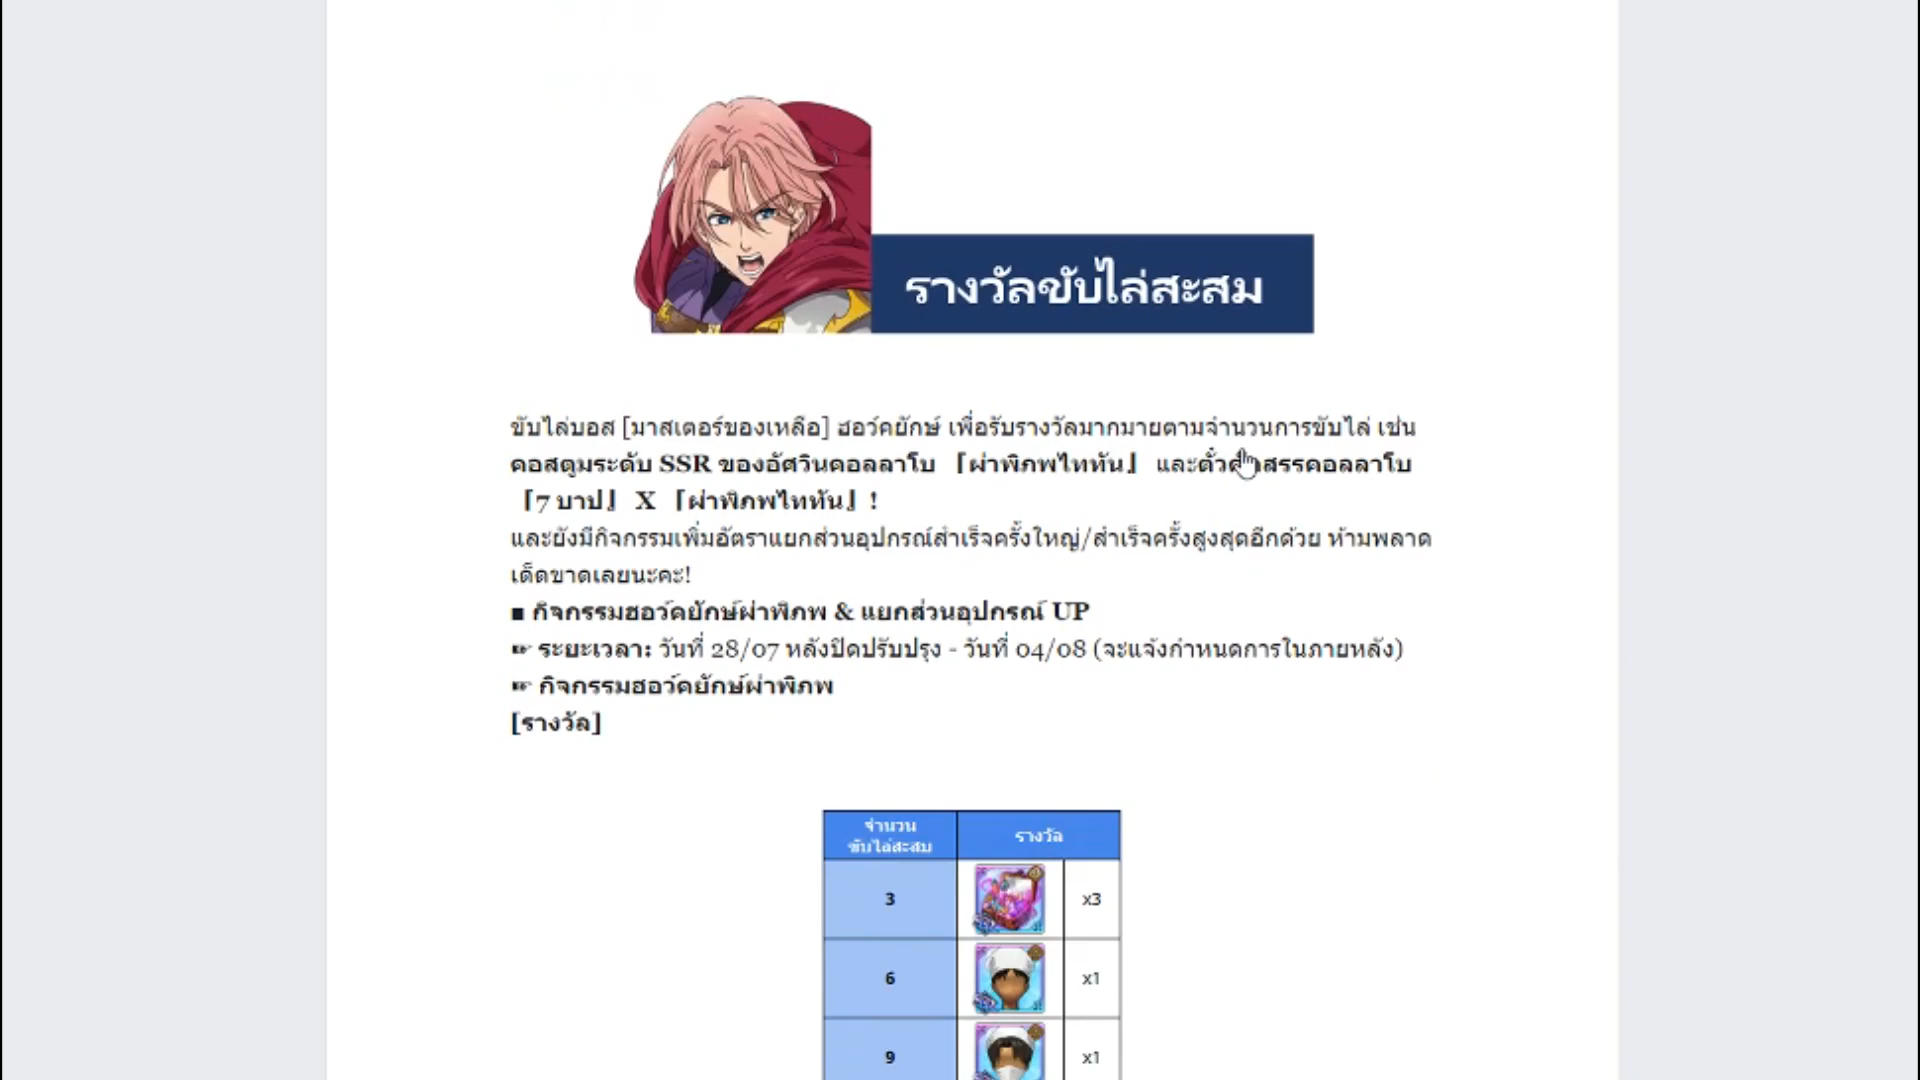 รางวัลขับไล่สะสม
ขับไล่บอส [มาสเตอร์ของเหลือ] ฮอว์คยักษ์ เพื่อรับรางวัลมากมายตามจำนวนการขับไล่ เช่น
คอสตูมระดับ SSR ของอัศวินคอลลาโบ 『ผ่าพิภพไททัน』 และตั๋วคัดสรรคอลลาโบ
『7 บาป』 X 『ผ่าพิภพไททัน』!
และยังมีกิจกรรมเพิ่มอัตราแยกส่วนอุปกรณ์สำเร็จครั้งใหญ่/สำเร็จครั้งสูงสุดอีกด้วย ห้ามพลาด
เด็ดขาดเลยนะคะ!
■ กิจกรรมฮอว์คยักษ์ผ่าพิภพ & แยกส่วนอุปกรณ์ UP
☞ ระยะเวลา: วันที่ 28/07 หลังปิดปรับปรุง - วันที่ 04/08 (จะแจ้งกำหนดการในภายหลัง)
☞ กิจกรรมฮอว์คยักษ์ผ่าพิภพ
[รางวัล]
จำนวน
ขับไล่สะสม
รางวัล
3 x3
6 x1
9 x1